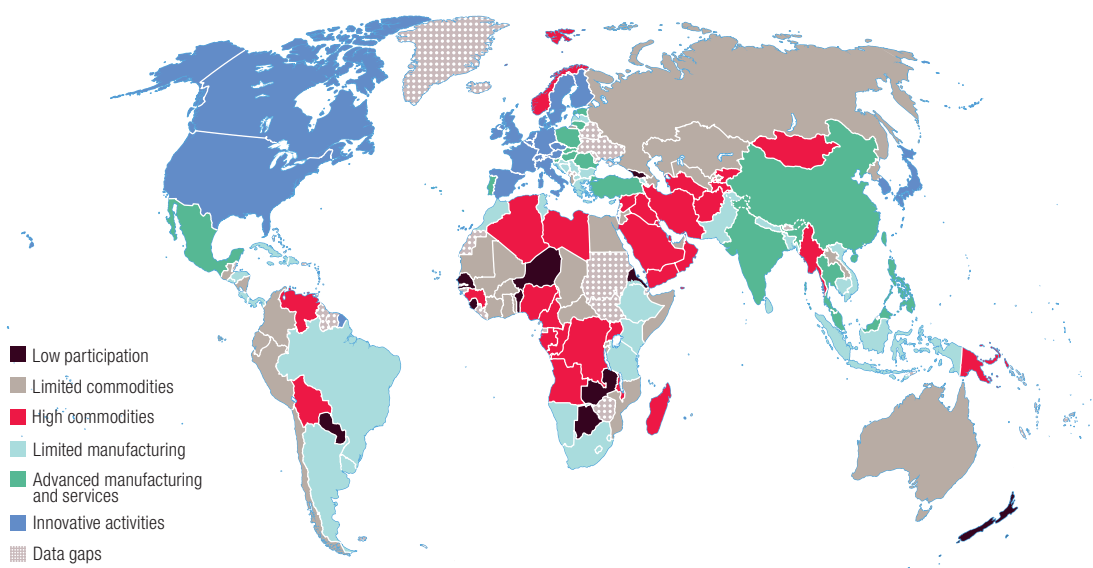 Low participation
Limited commodities
High commodities
Limited manufacturing
Advanced manufacturing
and services
Innovative activities
Data gaps